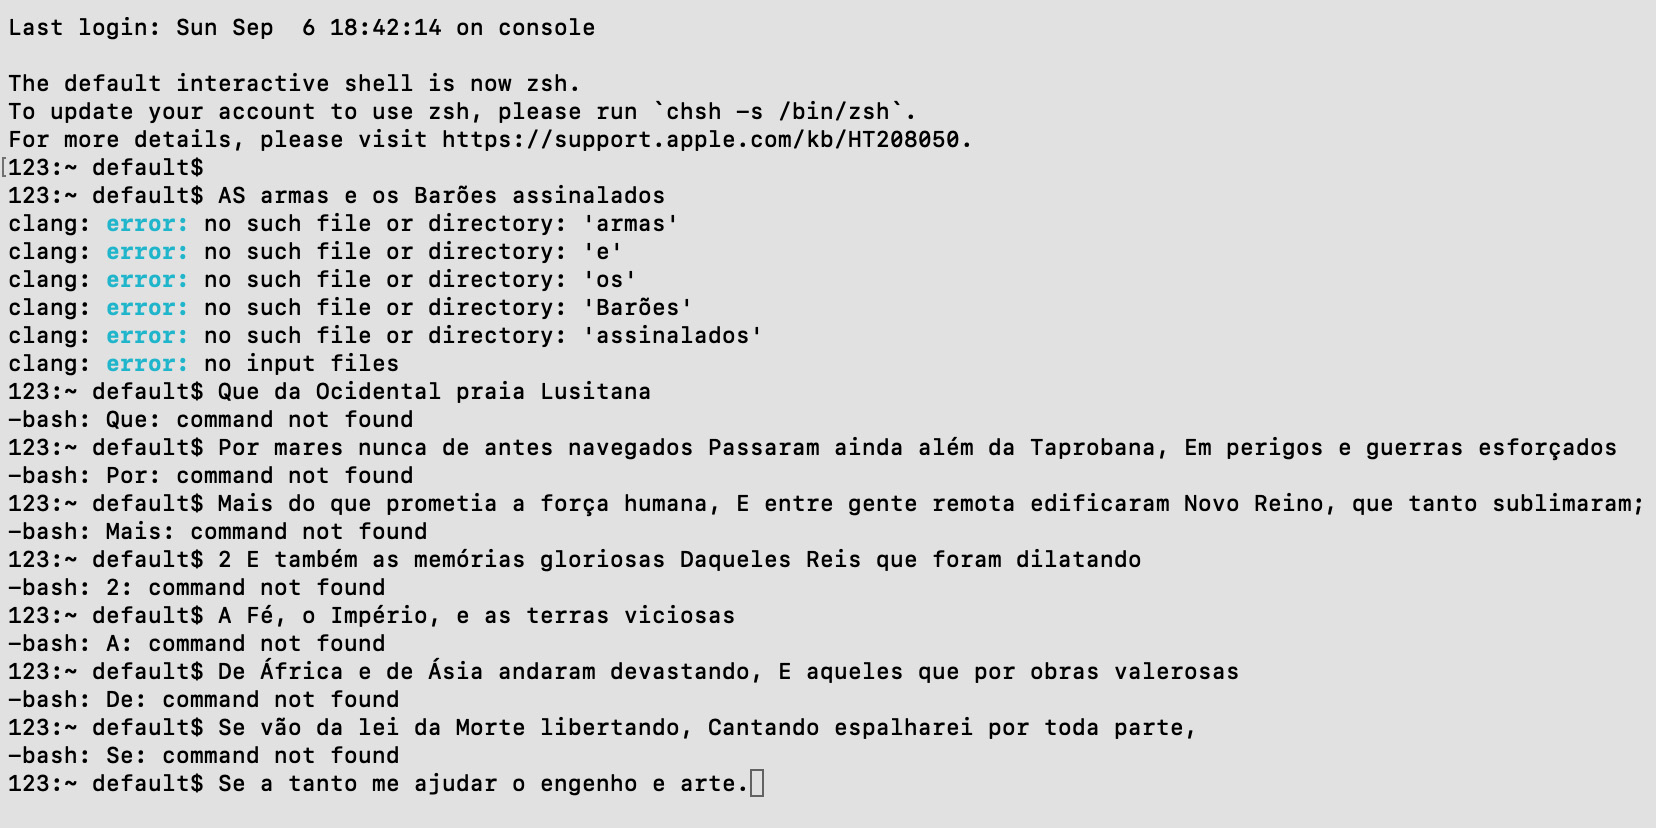 Last login: Sun Sep  6 18:42:14 on console

The default interactive shell is now zsh.
To update your account to use zsh, please run `chsh -s /bin/zsh`.
For more details, please visit https://support.apple.com/kb/HT208050.
[123:~ default$
123:~ default$ AS armas e os Barões assinalados
clang: error: no such file or directory: 'armas'
clang: error: no such file or directory: 'e'
clang: error: no such file or directory: 'os'
clang: error: no such file or directory: 'Barões'
clang: error: no such file or directory: 'assinalados'
clang: error: no input files
123:~ default$ Que da Ocidental praia Lusitana
-bash: Que: command not found
123:~ default$ Por mares nunca de antes navegados Passaram ainda além da Taprobana, Em perigos e guerras esforçados
-bash: Por: command not found
123:~ default$ Mais do que prometia a força humana, E entre gente remota edificaram Novo Reino, que tanto sublimaram;
-bash: Mais: command not found
123:~ default$ 2 E também as memórias gloriosas Daqueles Reis que foram dilatando
-bash: 2: command not found
123:~ default$ A Fé, o Império, e as terras viciosas
-bash: A: command not found
123:~ default$ De África e de Ásia andaram devastando, E aqueles que por obras valerosas
-bash: De: command not found
123:~ default$ Se vão da lei da Morte libertando, Cantando espalharei por toda parte,
-bash: Se: command not found
123:~ default$ Se a tanto me ajudar o engenho e arte.